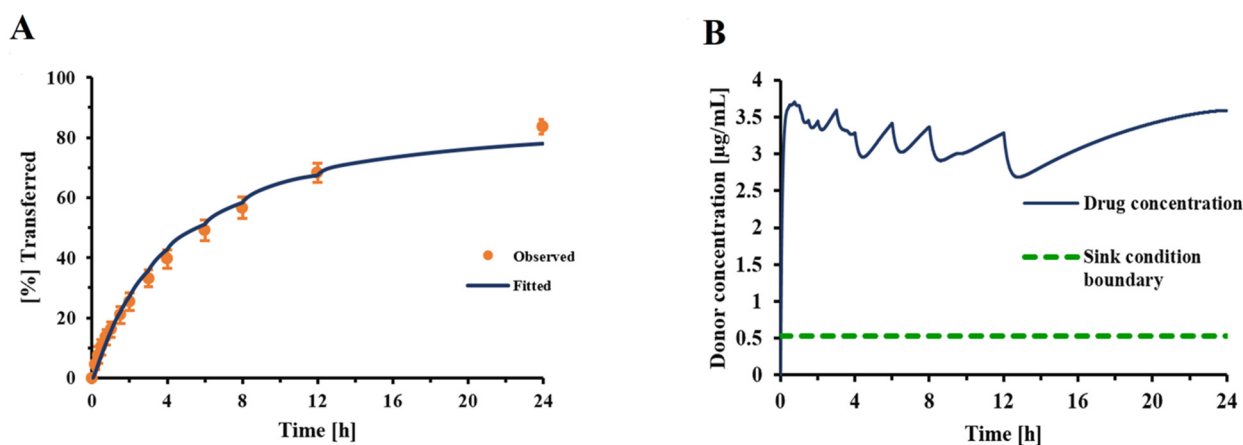 A
[%] Transferred
100
80
60
40
20
0
0 4 8 12 16 20 24
Time [h]
Observed
Fitted
B
Donor concentration [µg/mL]
4
3.5
3
2.5
2
1.5
1
0.5
0
0 4 8 12 16 20 24
Time [h]
Drug concentration
Sink condition
boundary